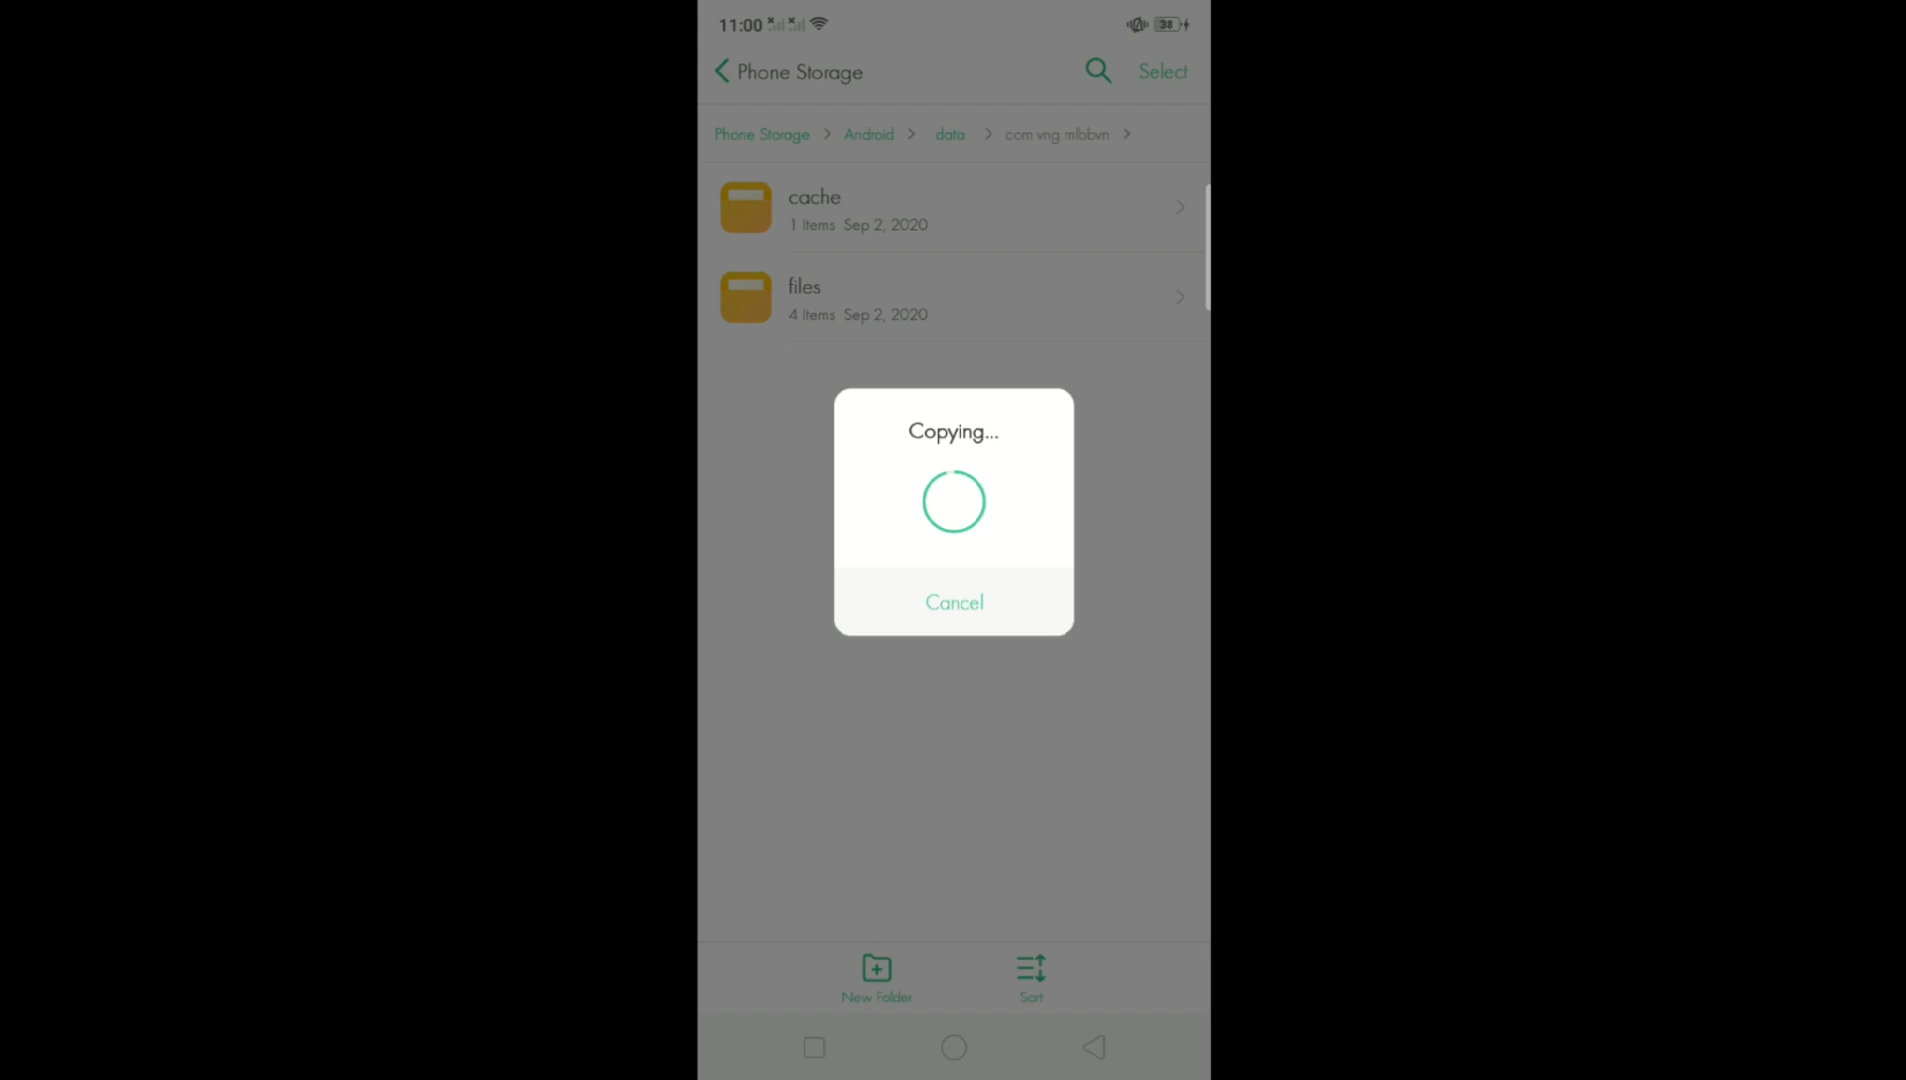 11:00
38
Phone Storage
Select
Phone Storage > Android > data > com vng mlbbvn >
cache
1 Items Sep 2, 2020
files
4 Items Sep 2, 2020
Copying...
Cancel
New Folder
Sort